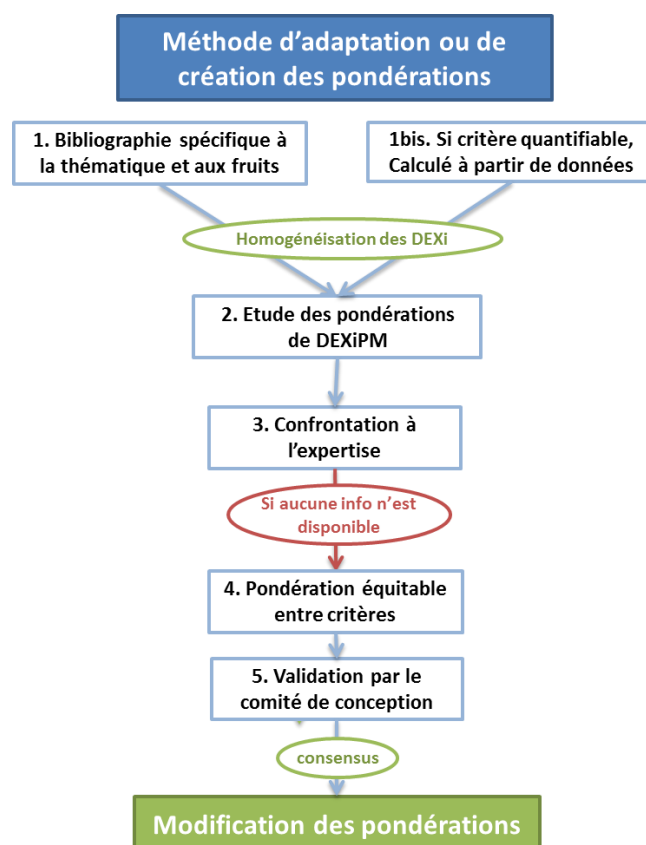 Méthode d'adaptation ou de
création des pondérations
1. Bibliographie spécifique à
la thématique et aux fruits
1bis. Si critère quantifiable,
Calculé à partir de données
Homogénéisation des DEXi
2. Etude des pondérations
de DEXiPM
3. Confrontation à
l'expertise
Si aucune info n'est
disponible
4. Pondération équitable
entre critères
5. Validation par le
comité de conception
consensus
Modification des pondérations